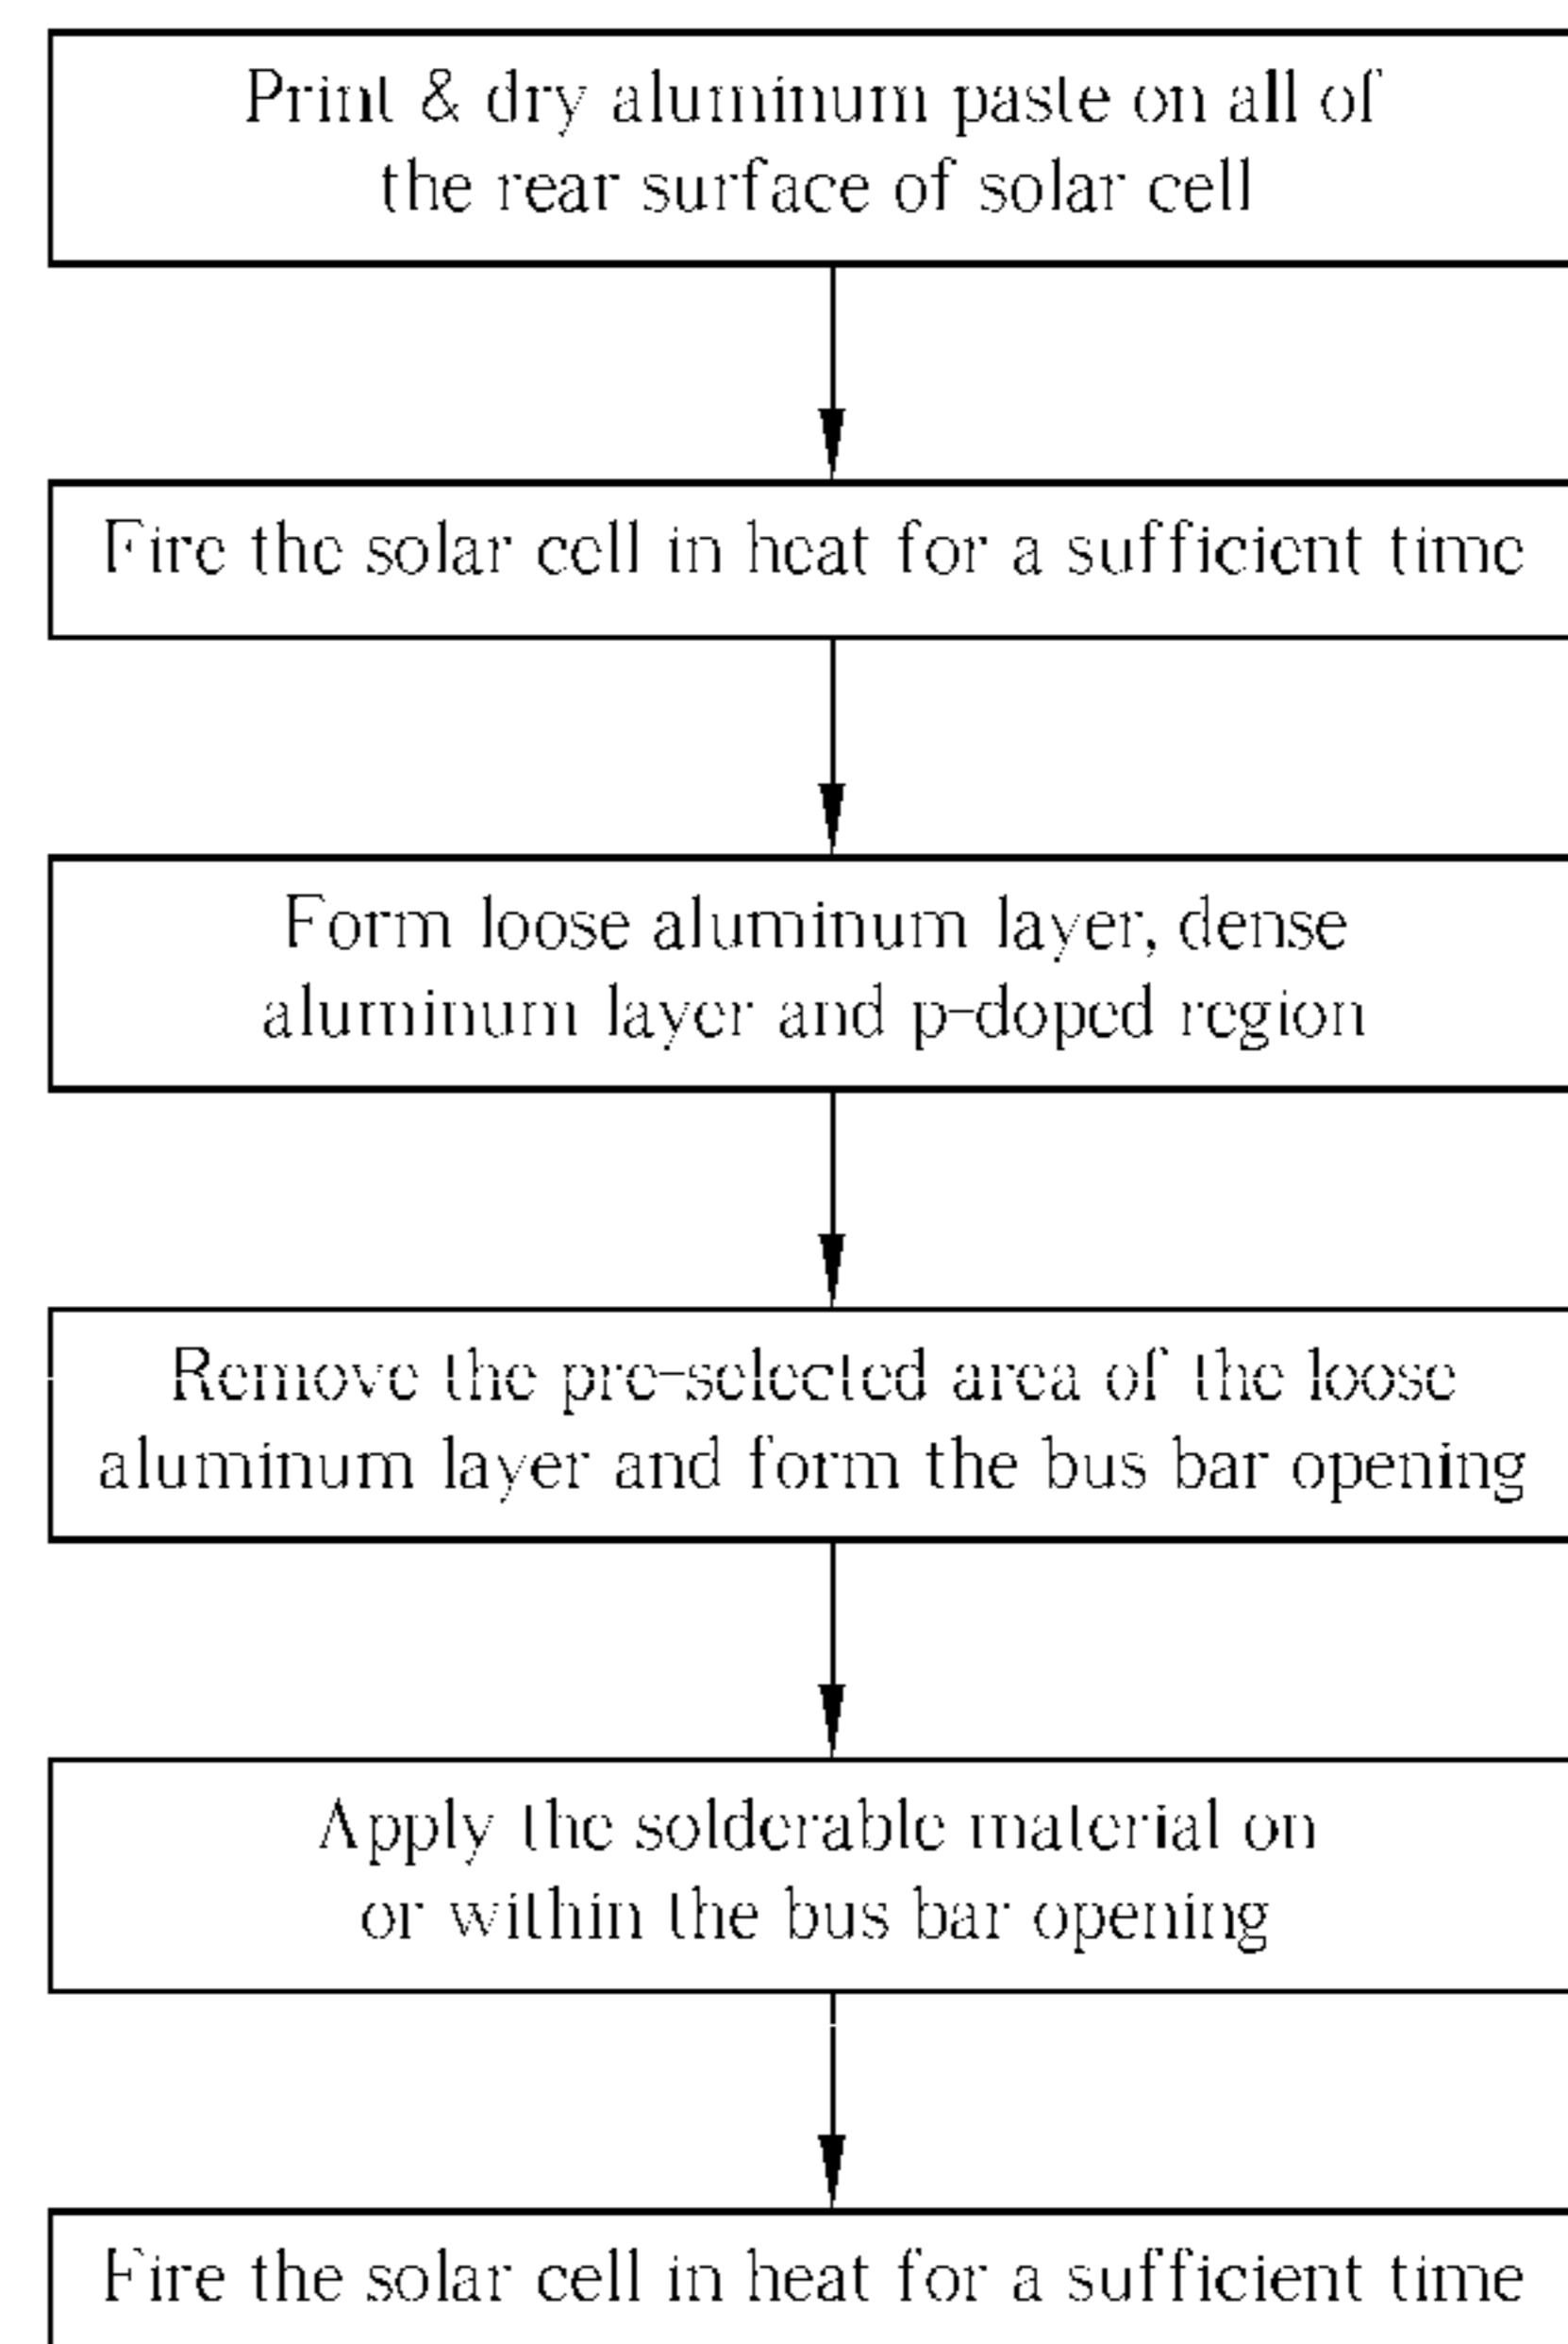 Print & dry aluminum paste on all of
the rear surface of solar cell
Fire the solar cell in heat for a sufficient time
Form loose aluminum layer, dense
aluminum layer and p-doped region
Remove the pre-selected area of the loose
aluminum layer and form the bus bar opening
Apply the solderable material on
or within the bus bar opening
Fire the solar cell in heat for a sufficient time